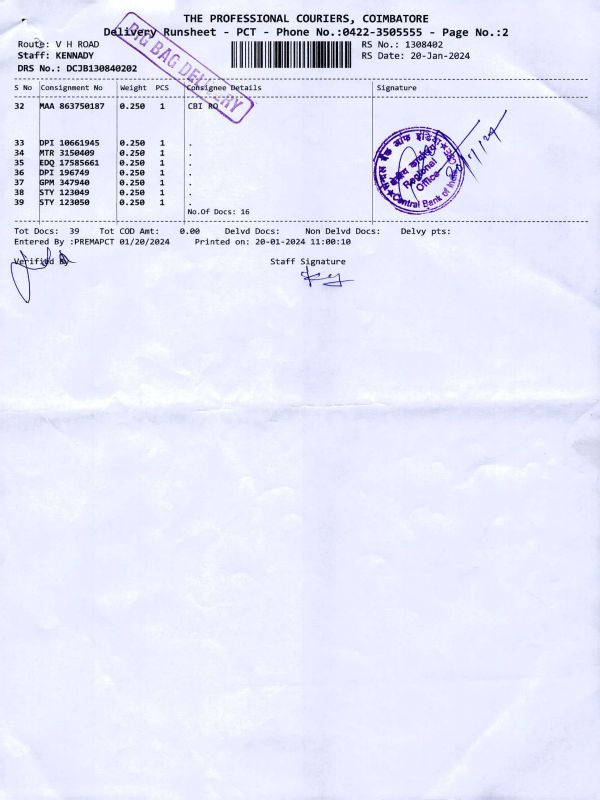 THE PROFESSIONAL COURIERS, COIMBATORE
Delivery Runsheet - PCT - Phone No.:0422-3505555 - Page No.:2
Route: V H ROAD RS No.: 1308402
Staff: KENNADY RS Date: 20-Jan-2024
DRS No.: DCJB130840202
BIG BAG DELIVERY
S No Consignment No Weight PCS Consignee Details Signature
32 MAA 863750187 0.250 1 CBI RO
33 DPI 10661945 0.250 1 .
34 MTR 3150409 0.250 1 .
35 EDQ 17585661 0.250 1 .
36 DPI 196749 0.250 1 .
37 GPM 347940 0.250 1 .
38 STY 123049 0.250 1 .
39 STY 123050 0.250 1 .
No.Of Docs: 16
क्षेत्रीय कार्यालय
Regional
Office
Central Bank of India
Tot Docs: 39 Tot COD Amt: 0.00 Delvd Docs: Non Delvd Docs: Delvy pts:
Entered By :PREMAPCT 01/20/2024 Printed on: 20-01-2024 11:00:10
Verified By Staff Signature